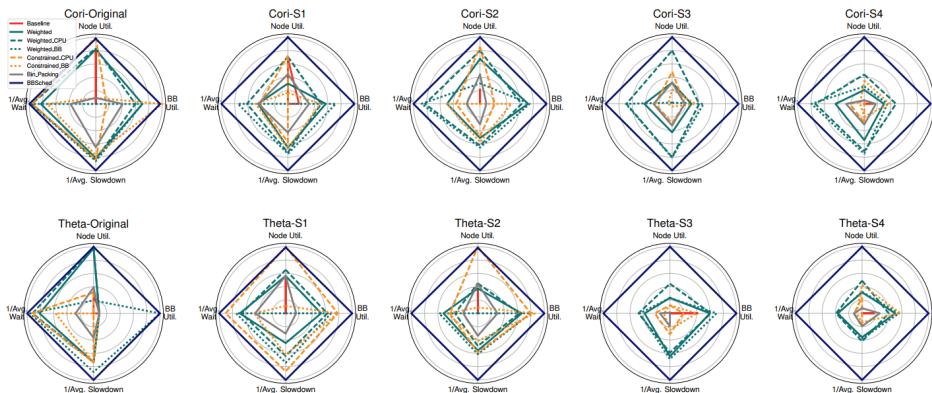 Cori-Original
Node Util.
Baseline
Weighted
Weighted_CPU
Weighted_BB
Constrained_CPU
Constrained_BB
Bin_Packing
BBSched
1/Avg.
Wait
BB
Util.
1/Avg. Slowdown
Cori-S1
Node Util.
1/Avg.
Wait
BB
Util.
1/Avg. Slowdown
Cori-S2
Node Util.
1/Avg.
Wait
BB
Util.
1/Avg. Slowdown
Cori-S3
Node Util.
1/Avg.
Wait
BB
Util.
1/Avg. Slowdown
Cori-S4
Node Util.
1/Avg.
Wait
BB
Util.
1/Avg. Slowdown
Theta-Original
Node Util.
1/Avg.
Wait
BB
Util.
1/Avg. Slowdown
Theta-S1
Node Util.
1/Avg.
Wait
BB
Util.
1/Avg. Slowdown
Theta-S2
Node Util.
1/Avg.
Wait
BB
Util.
1/Avg. Slowdown
Theta-S3
Node Util.
1/Avg.
Wait
BB
Util.
1/Avg. Slowdown
Theta-S4
Node Util.
1/Avg.
Wait
BB
Util.
1/Avg. Slowdown